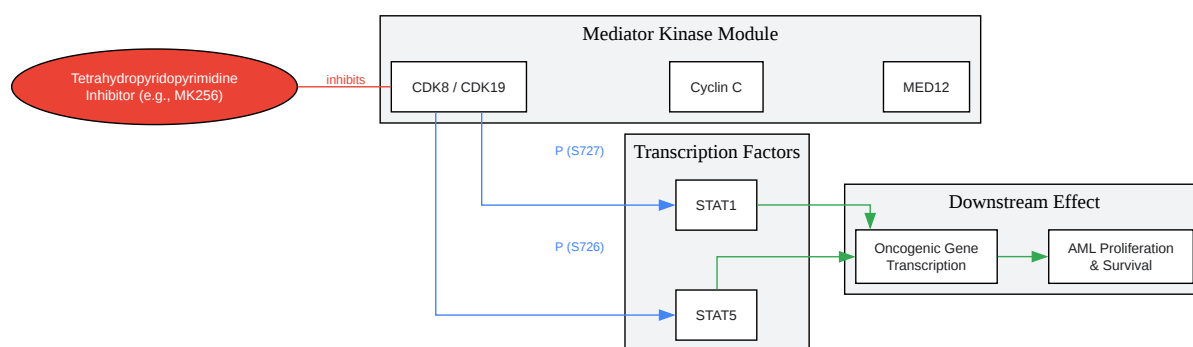 Mediator Kinase Module
Tetrahydropyridopyrimidine
Inhibitor (e.g., MK256)
inhibits
CDK8 / CDK19
Cyclin C
MED12
P (S727)
Transcription Factors
STAT1
Downstream Effect
P (S726)
Oncogenic Gene
Transcription
AML Proliferation
& Survival
STAT5